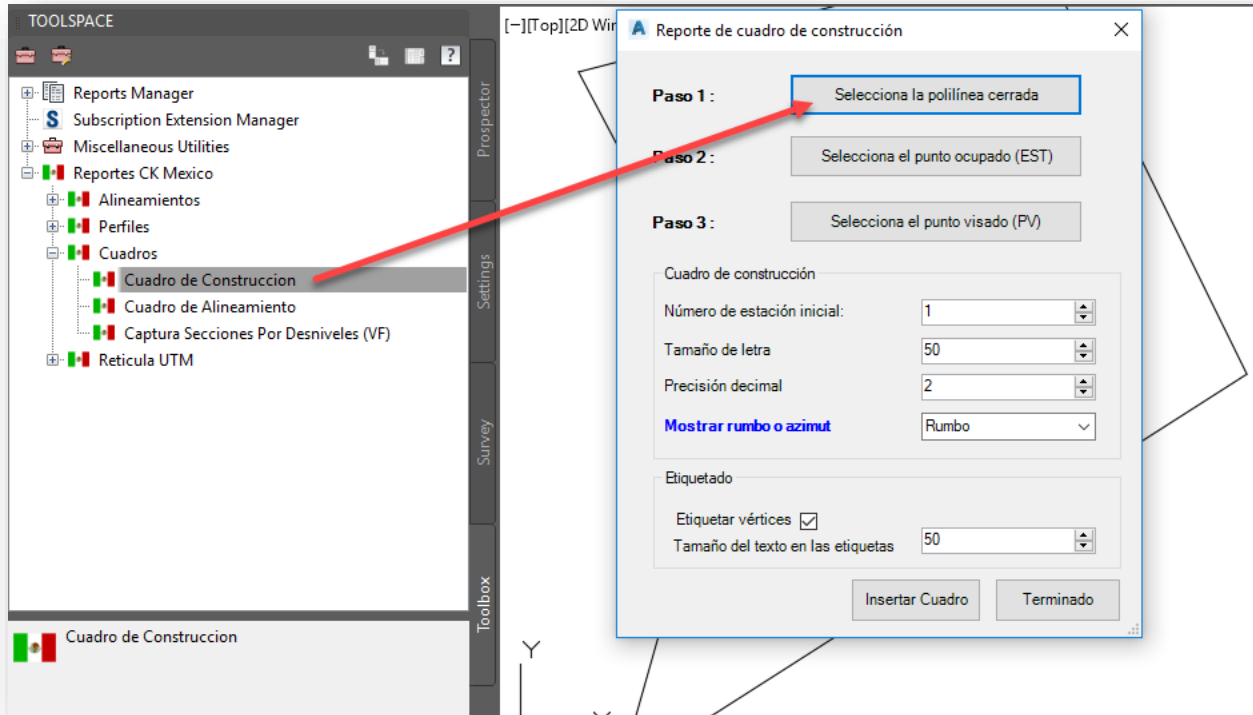 TOOLSPACE
?
Reports Manager
S Subscription Extension Manager
Miscellaneous Utilities
Reportes CK Mexico
Alineamientos
Perfiles
Cuadros
Cuadro de Construccion
Cuadro de Alineamiento
Captura Secciones Por Desniveles (VF)
Reticula UTM
Cuadro de Construccion
Prospector
Settings
Survey
Toolbox
[−][Top][2D Wir
A Reporte de cuadro de construcción
Paso 1 : Selecciona la polilínea cerrada
Paso 2 : Selecciona el punto ocupado (EST)
Paso 3 : Selecciona el punto visado (PV)
Cuadro de construcción
Número de estación inicial: 1
Tamaño de letra 50
Precisión decimal 2
Mostrar rumbo o azimut Rumbo
Etiquetado
Etiquetar vértices
Tamaño del texto en las etiquetas 50
Insertar Cuadro Terminado
Y